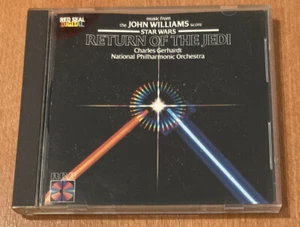 RED SEAL
DIGITAL
music from
the JOHN WILLIAMS score
STAR WARS
RETURN OF THE JEDI
Charles Gerhardt
National Philharmonic Orchestra
RCA